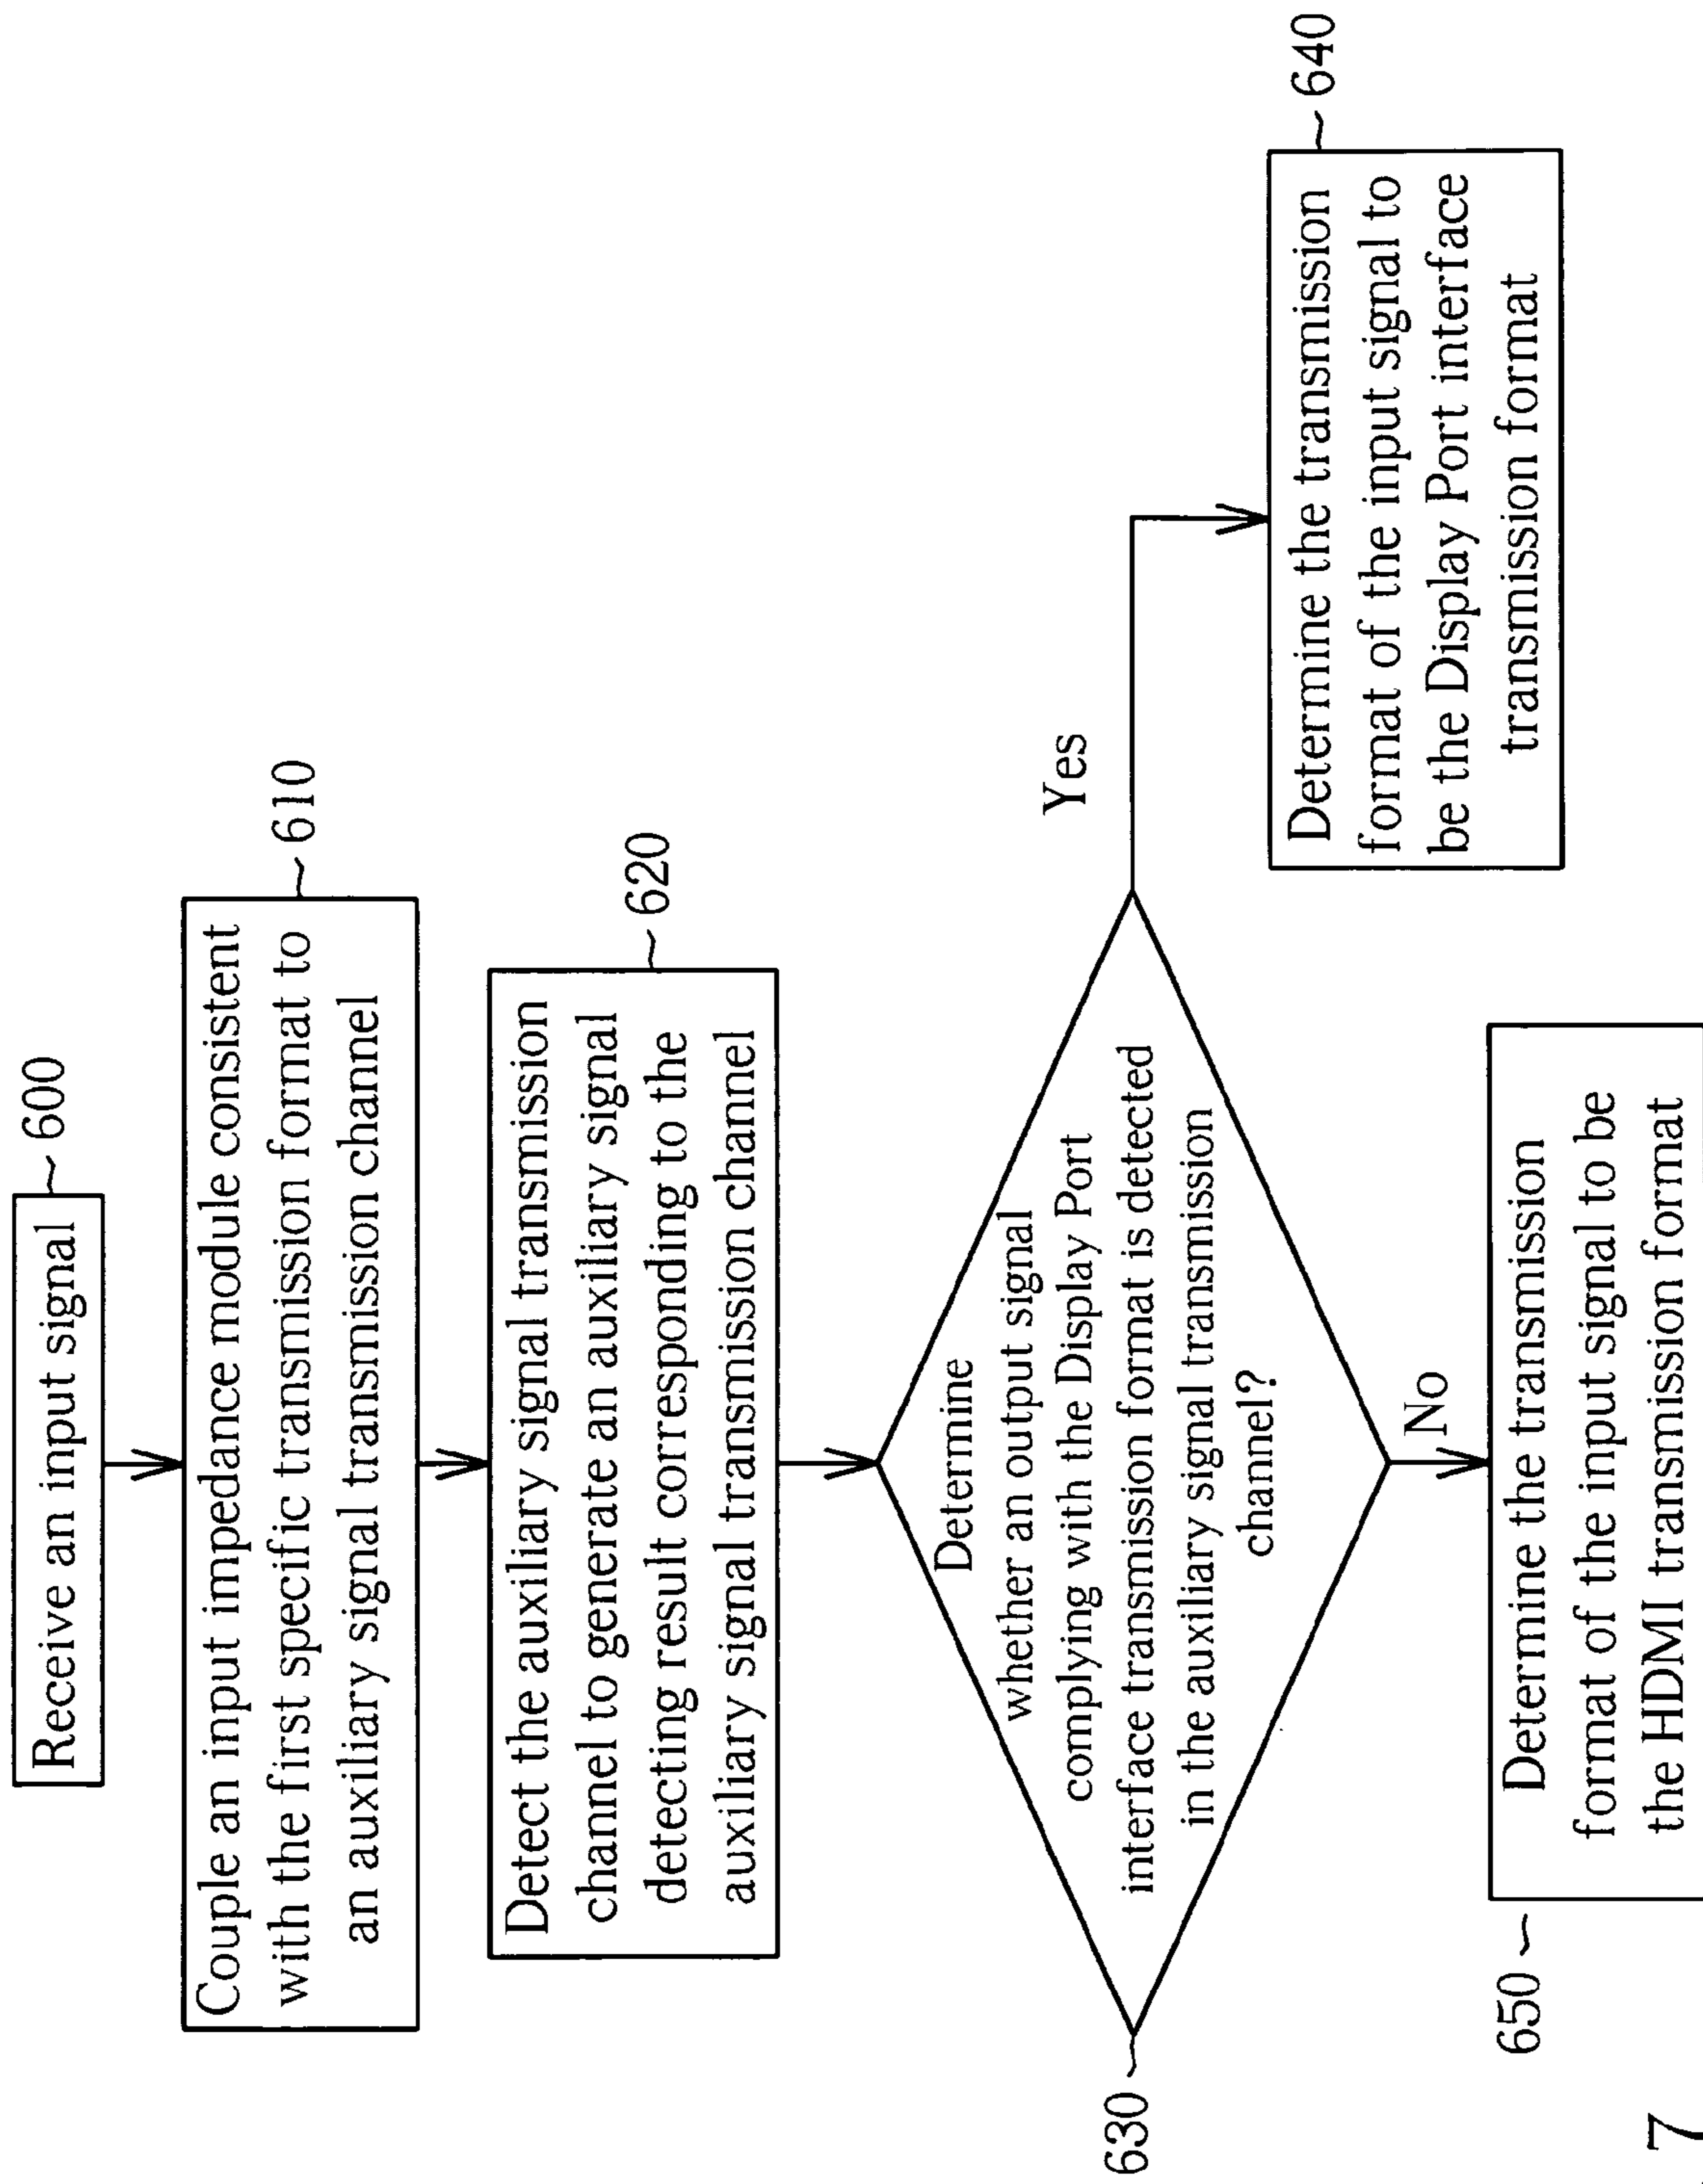 Receive an input signal
600
Couple an input impedance module consistent
with the first specific transmission format to
an auxiliary signal transmission channel
610
Detect the auxiliary signal transmission
channel to generate an auxiliary signal
detecting result corresponding to the
auxiliary signal transmission channel
620
630
Determine
whether an output signal
complying with the Display Port
interface transmission format is detected
in the auxiliary signal transmission
channel?
Yes
Determine the transmission
format of the input signal to
be the Display Port interface
transmission format
640
No
650
Determine the transmission
format of the input signal to be
the HDMI transmission format
7